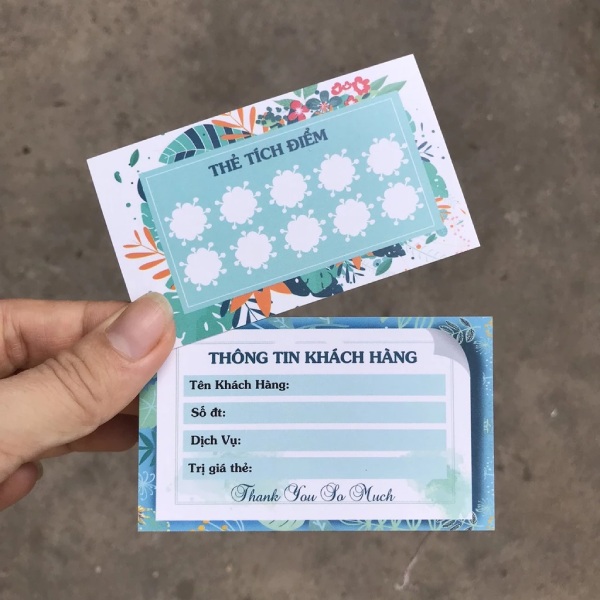 THẺ TÍCH ĐIỂM
THÔNG TIN KHÁCH HÀNG
Tên Khách Hàng:
Số đt:
Dịch Vụ:
Trị giá thẻ:
Thank You So Much